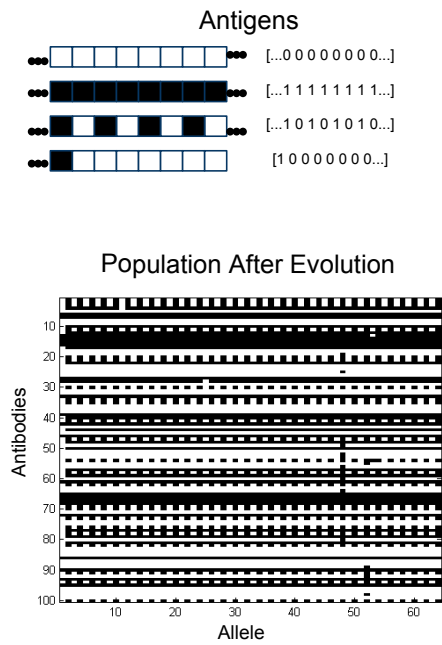 Antigens
[...0 0 0 0 0 0 0 0...]
[...1 1 1 1 1 1 1 1...]
[...1 0 1 0 1 0 1 0...]
[1 0 0 0 0 0 0 0...]
Population After Evolution
Antibodies
10
20
30
40
50
60
70
80
90
100
10 20 30 40 50 60
Allele